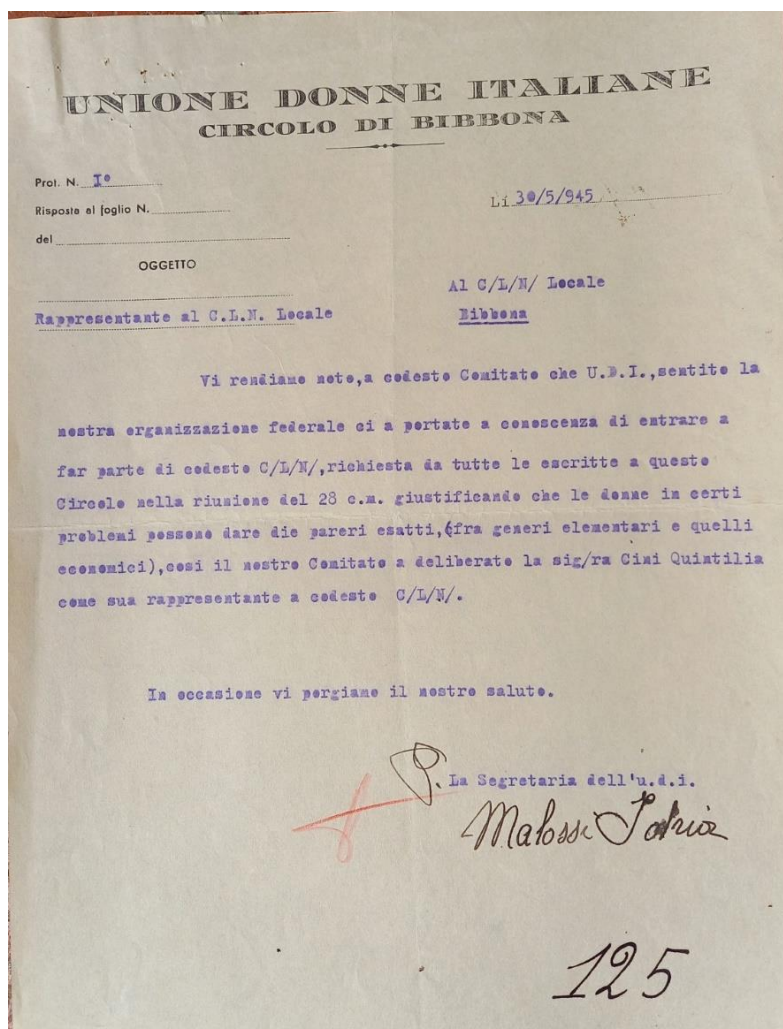 UNIONE DONNE ITALIANE
CIRCOLO DI BIBBONA
Prot. N. I°
Risposta al foglio N.
Li 30/5/945
del
OGGETTO
Al C/L/N/ Locale
Rappresentante al C.L.N. Locale
Bibbona
Vi rendiamo noto,a codesto Comitato che U.D.I.,sentito la
nostra organizzazione federale ci a portate a conoscenza di entrare a
far parte di codesto C/L/N/,richiesta da tutte le escritte a questo
Circolo nella riunione del 28 c.m. giustificando che le donne in certi
problemi possono dare die pareri esatti,(fra generi elementari e quelli
economici),cosi il nostro Comitato a deliberato la sig/ra Cini Quintilia
come sua rappresentante a codesto C/L/N/.
In occasione vi porgiamo il nostro saluto.
P. La Segretaria dell'u.d.i.
Malossi
125